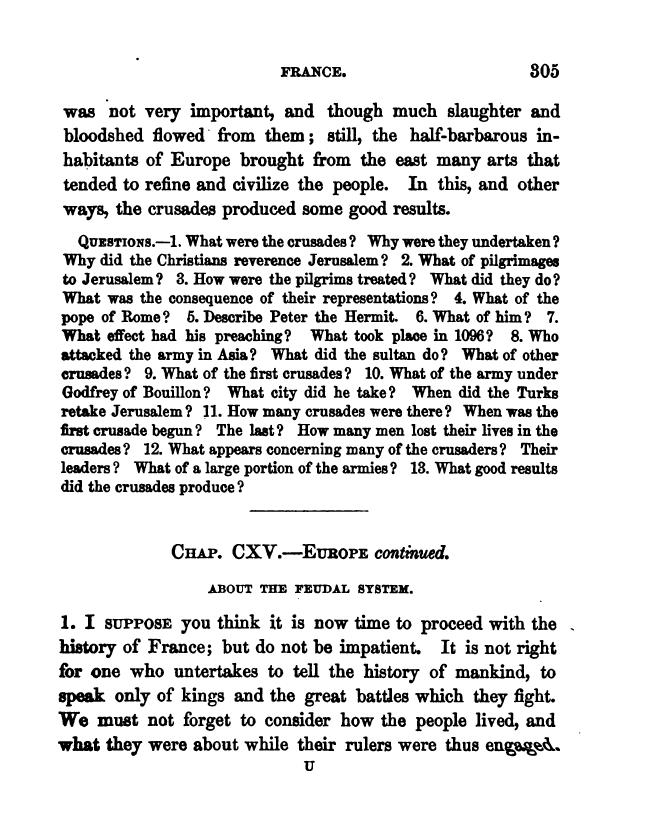 FRANCE. 305
was not very important, and though much slaughter and
bloodshed flowed from them; still, the half-barbarous in-
habitants of Europe brought from the east many arts that
tended to refine and civilize the people. In this, and other
ways, the crusades produced some good results.
QUESTIONS.—1. What were the crusades? Why were they undertaken?
Why did the Christians reverence Jerusalem? 2. What of pilgrimages
to Jerusalem? 3. How were the pilgrims treated? What did they do?
What was the consequence of their representations? 4. What of the
pope of Rome? 5. Describe Peter the Hermit. 6. What of him? 7.
What effect had his preaching? What took place in 1096? 8. Who
attacked the army in Asia? What did the sultan do? What of other
crusades? 9. What of the first crusades? 10. What of the army under
Godfrey of Bouillon? What city did he take? When did the Turks
retake Jerusalem? 11. How many crusades were there? When was the
first crusade begun? The last? How many men lost their lives in the
crusades? 12. What appears concerning many of the crusaders? Their
leaders? What of a large portion of the armies? 13. What good results
did the crusades produce?
CHAP. CXV.—EUROPE continued.
ABOUT THE FEUDAL SYSTEM.
1. I SUPPOSE you think it is now time to proceed with the
history of France; but do not be impatient. It is not right
for one who untertakes to tell the history of mankind, to
speak only of kings and the great battles which they fight.
We must not forget to consider how the people lived, and
what they were about while their rulers were thus engaged.
U